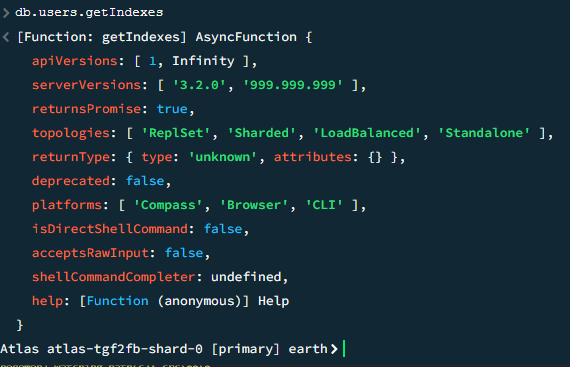 > db.users.getIndexes
< [Function: getIndexes] AsyncFunction {
apiVersions: [ 1, Infinity ],
serverVersions: [ '3.2.0', '999.999.999' ],
returnsPromise: true,
topologies: [ 'ReplSet', 'Sharded', 'LoadBalanced', 'Standalone' ],
returnType: { type: 'unknown', attributes: {} },
deprecated: false,
platforms: [ 'Compass', 'Browser', 'CLI' ],
isDirectShellCommand: false,
acceptsRawInput: false,
shellCommandCompleter: undefined,
help: [Function (anonymous)] Help
}
Atlas atlas-tgf2fb-shard-0 [primary] earth>